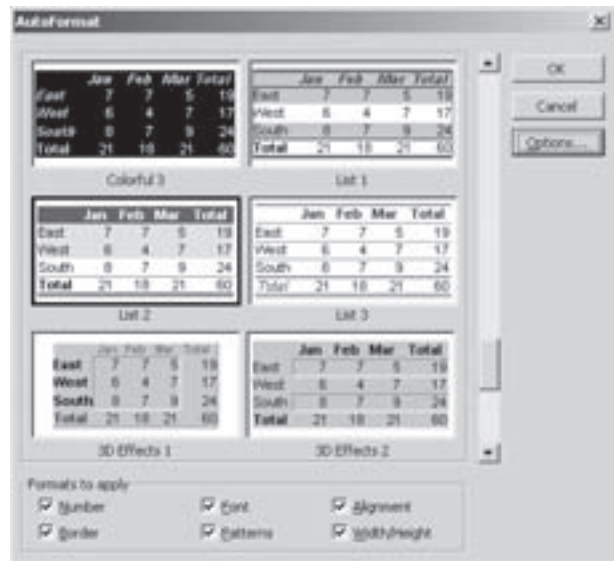 AutoFormat
Jan Feb Mar Total
East 7 7 5 19
West 6 4 7 17
South 8 7 9 24
Total 21 18 21 60
Colorful 3
Jan Feb Mar Total
East 7 7 5 19
West 6 4 7 17
South 8 7 9 24
Total 21 18 21 60
List 1
OK
Cancel
Options...
Jan Feb Mar Total
East 7 7 5 19
West 6 4 7 17
South 8 7 9 24
Total 21 18 21 60
List 2
Jan Feb Mar Total
East 7 7 5 19
West 6 4 7 17
South 8 7 9 24
Total 21 18 21 60
List 3
Jan Feb Mar Total
East 7 7 5 19
West 6 4 7 17
South 8 7 9 24
Total 21 18 21 60
3D Effects 1
Jan Feb Mar Total
East 7 7 5 19
West 6 4 7 17
South 8 7 9 24
Total 21 18 21 60
3D Effects 2
Formats to apply
Number
Font
Alignment
Border
Patterns
Width/Height